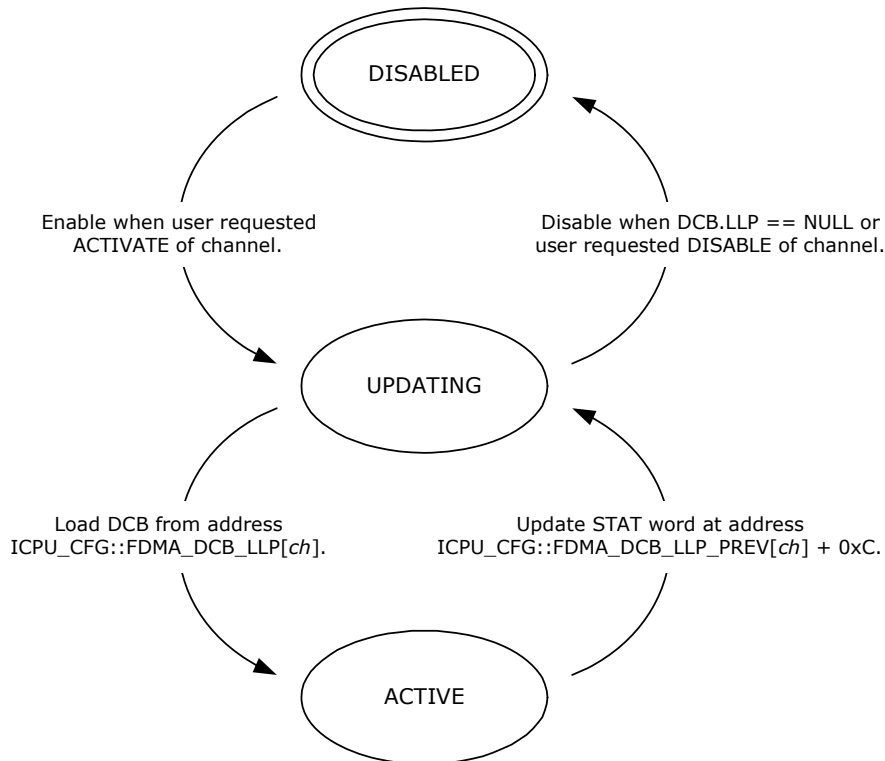 DISABLED
Enable when user requested
ACTIVATE of channel.
Disable when DCB.LLP == NULL or
user requested DISABLE of channel.
UPDATING
Load DCB from address
ICPU_CFG::FDMA_DCB_LLP[ch].
Update STAT word at address
ICPU_CFG::FDMA_DCB_LLP_PREV[ch] + 0xC.
ACTIVE